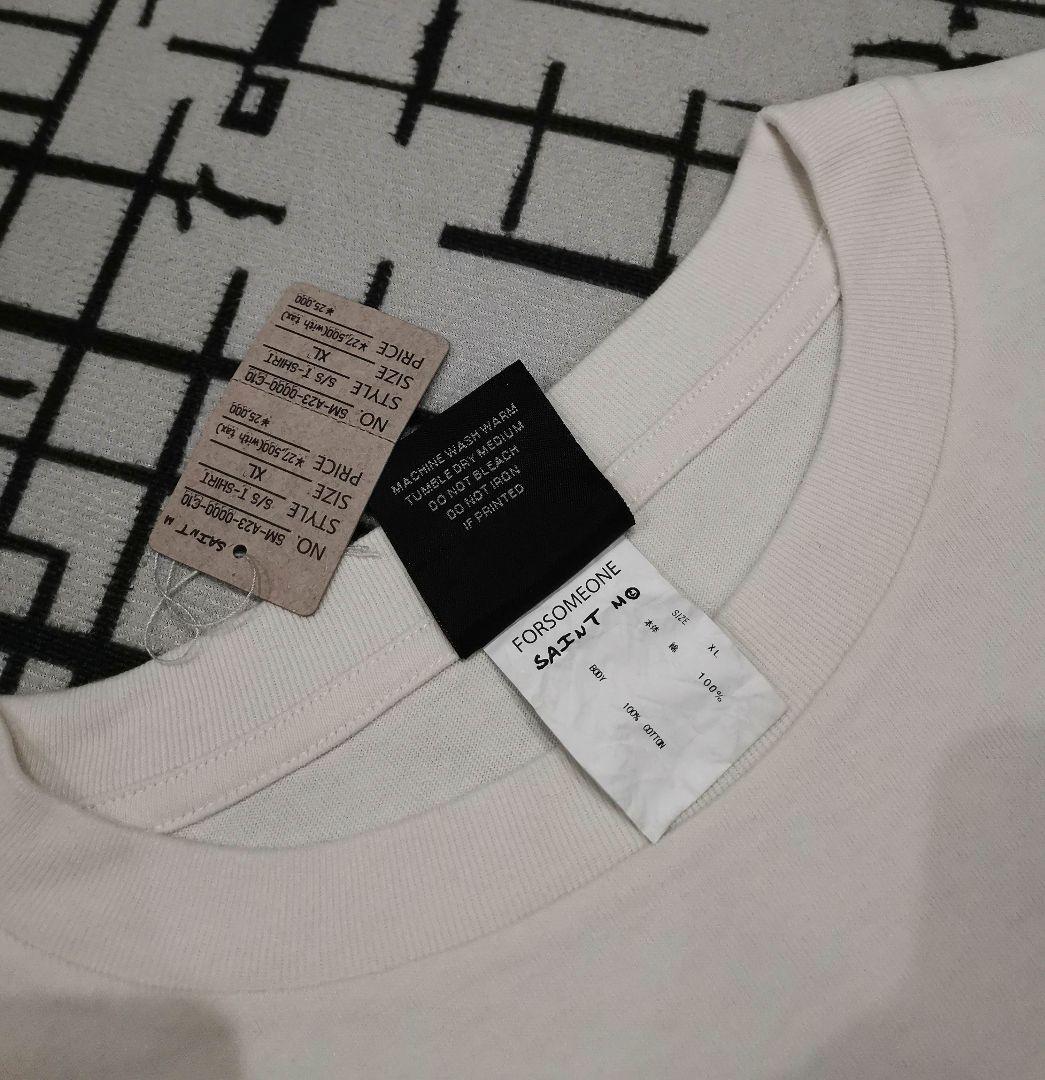 SAINT M
NO. SM-A23-0000-C10
STYLE S/S T-SHIRT
SIZE XL
PRICE ¥27,500(with tax)
¥25,000
NO. SM-A23-0000-C10
STYLE S/S T-SHIRT
SIZE XL
PRICE ¥27,500(with tax)
¥25,000
MACHINE WASH WARM
TUMBLE DRY MEDIUM
DO NOT BLEACH
DO NOT IRON
IF PRINTED
FORSOMEONE
SAINT M
SIZE XL
本体 綿 100%
BODY 100% COTTON